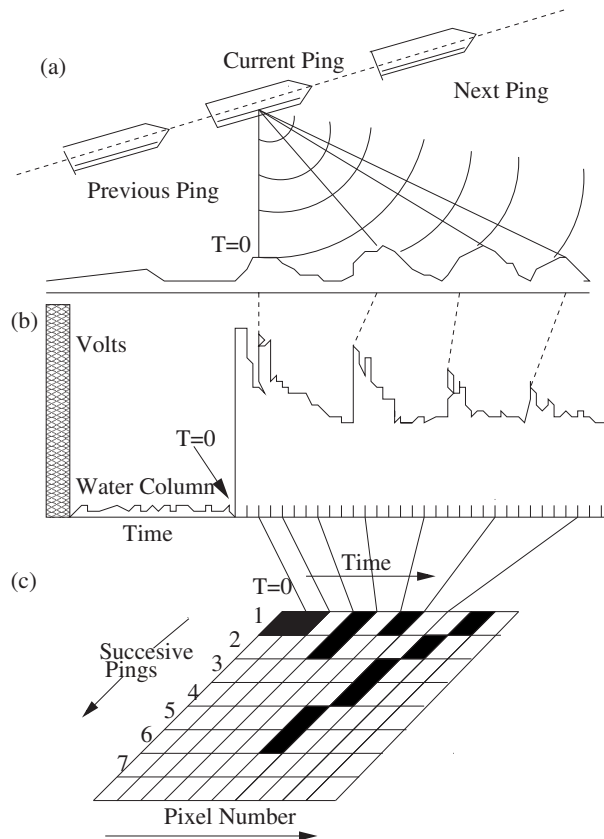 (a)
Current Ping
Next Ping
Previous Ping
T=0
(b)
Volts
T=0
Water Column
Time
(c)
Time
T=0
1
2
3
4
5
6
7
Succesive
Pings
Pixel Number